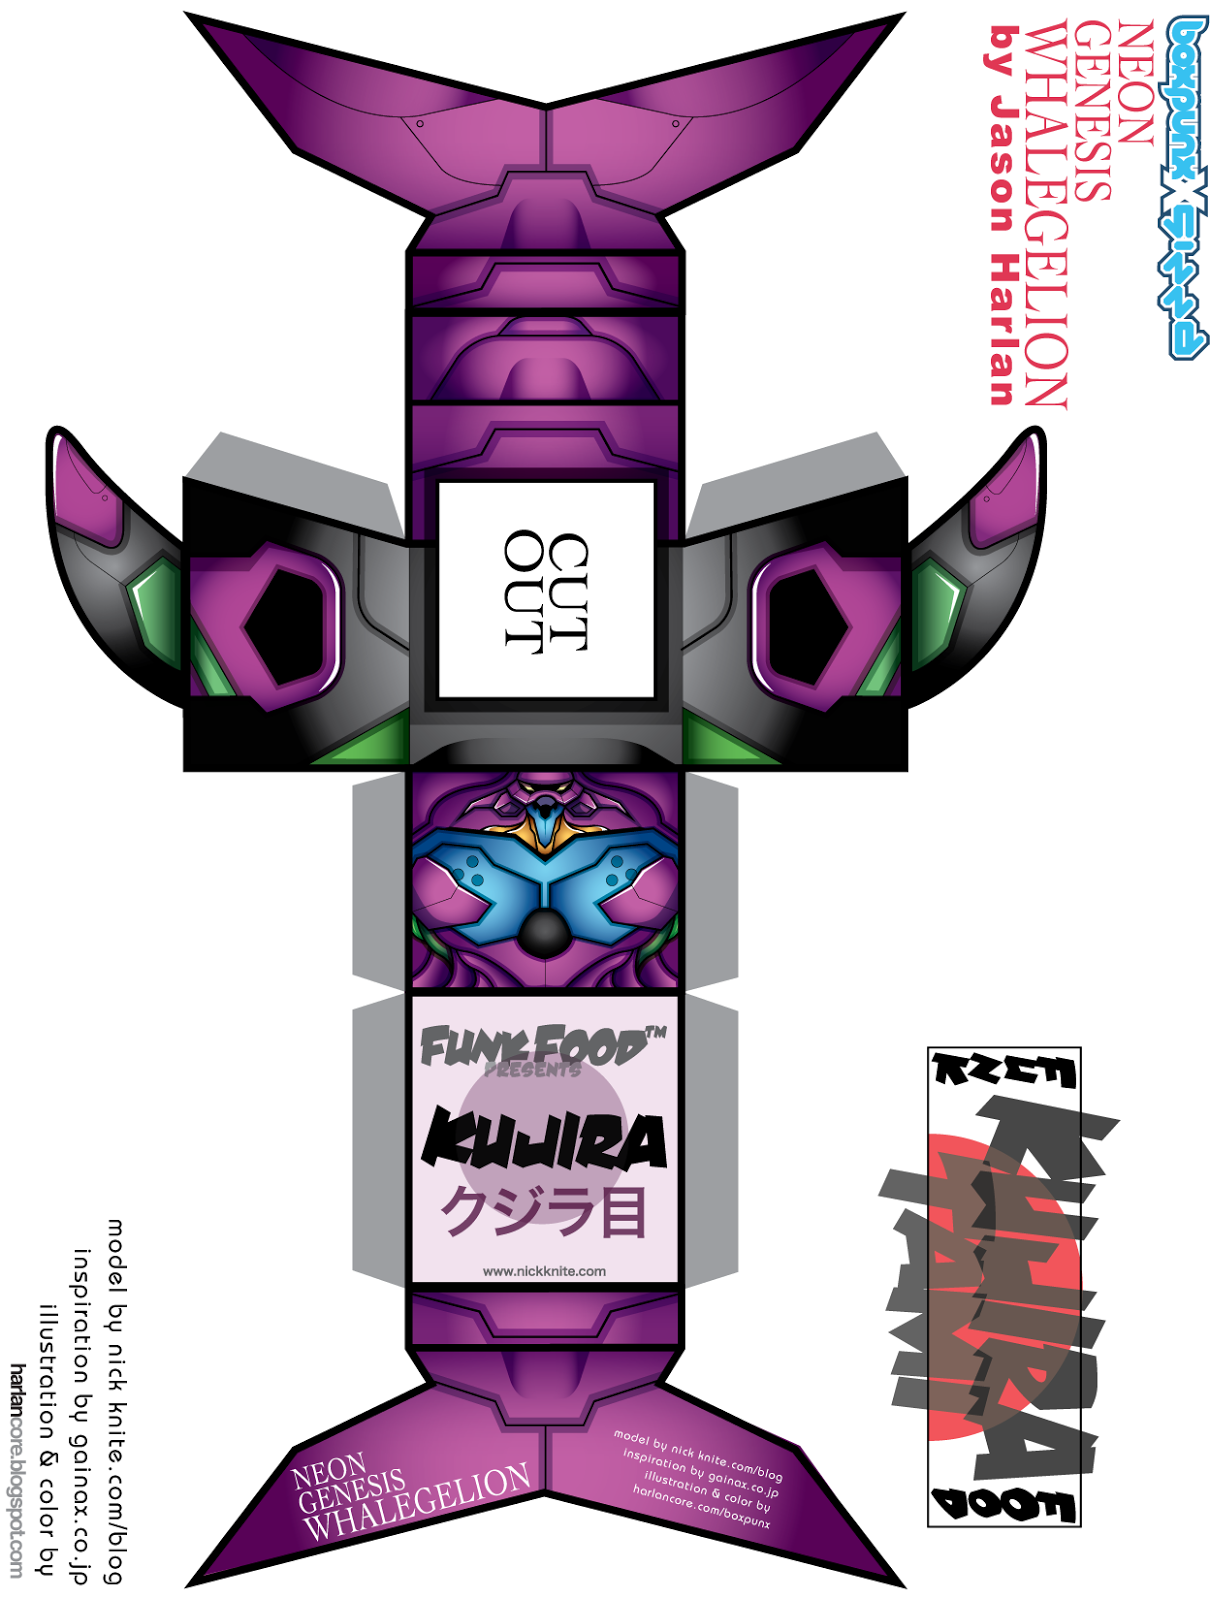 boxpunx
NEON
GENESIS
WHALEGELION
by Jason Harlan
CUT
OUT
FUNK FOOD™
PRESENTS
KUJIRA
クジラ目
www.nickknite.com
NEON
GENESIS
WHALEGELION
model by nick knite.com/blog
inspiration by gainax.co.jp
illustration & color by
harlancore.com/boxpunx
FUNK
KUJIRA
FOOD
model by nick knite.com/blog
inspiration by gainax.co.jp
illustration & color by
harlancore.blogspot.com